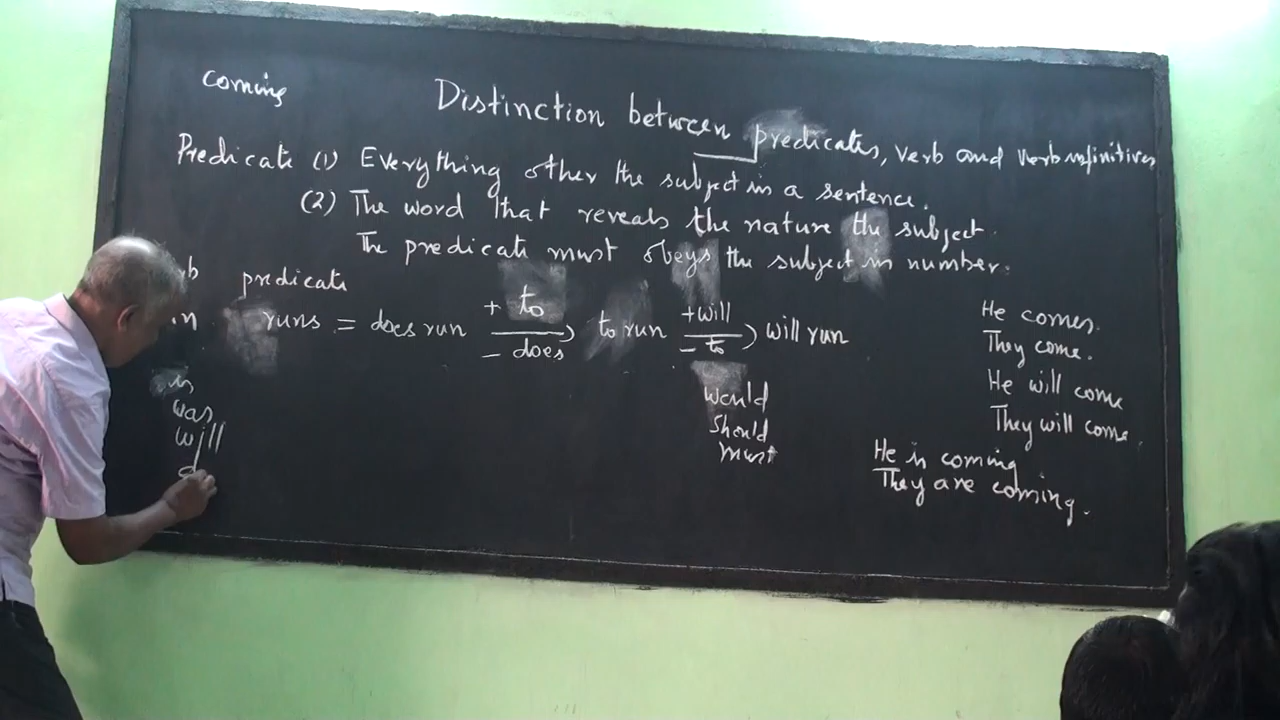 coming
Distinction between predicates, verb and verb infinitives
Predicate (1) Everything other the subject in a sentence.
(2) The word that reveals the nature the subject.
The predicate must obeys the subject in number.
predicate
runs = does run + to - does to run + will - to will run
would
should
must
is
was
will
He comes.
They come.
He will come
They will come.
He is coming
They are coming.